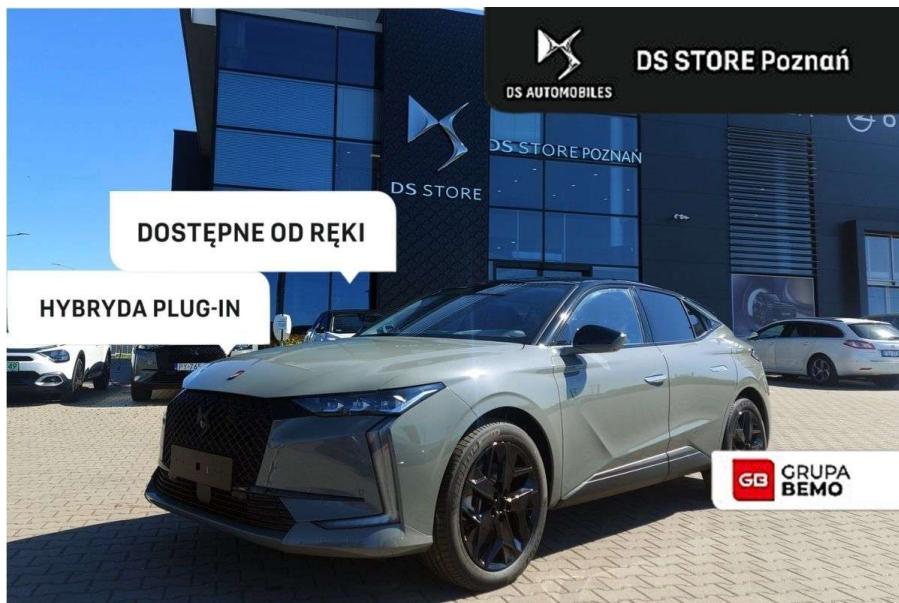 DS AUTOMOBILES
DS STORE Poznań
DS STORE
DS STORE POZNAŃ
6
DOSTĘPNE OD RĘKI
HYBRYDA PLUG-IN
GB GRUPA
BEMO